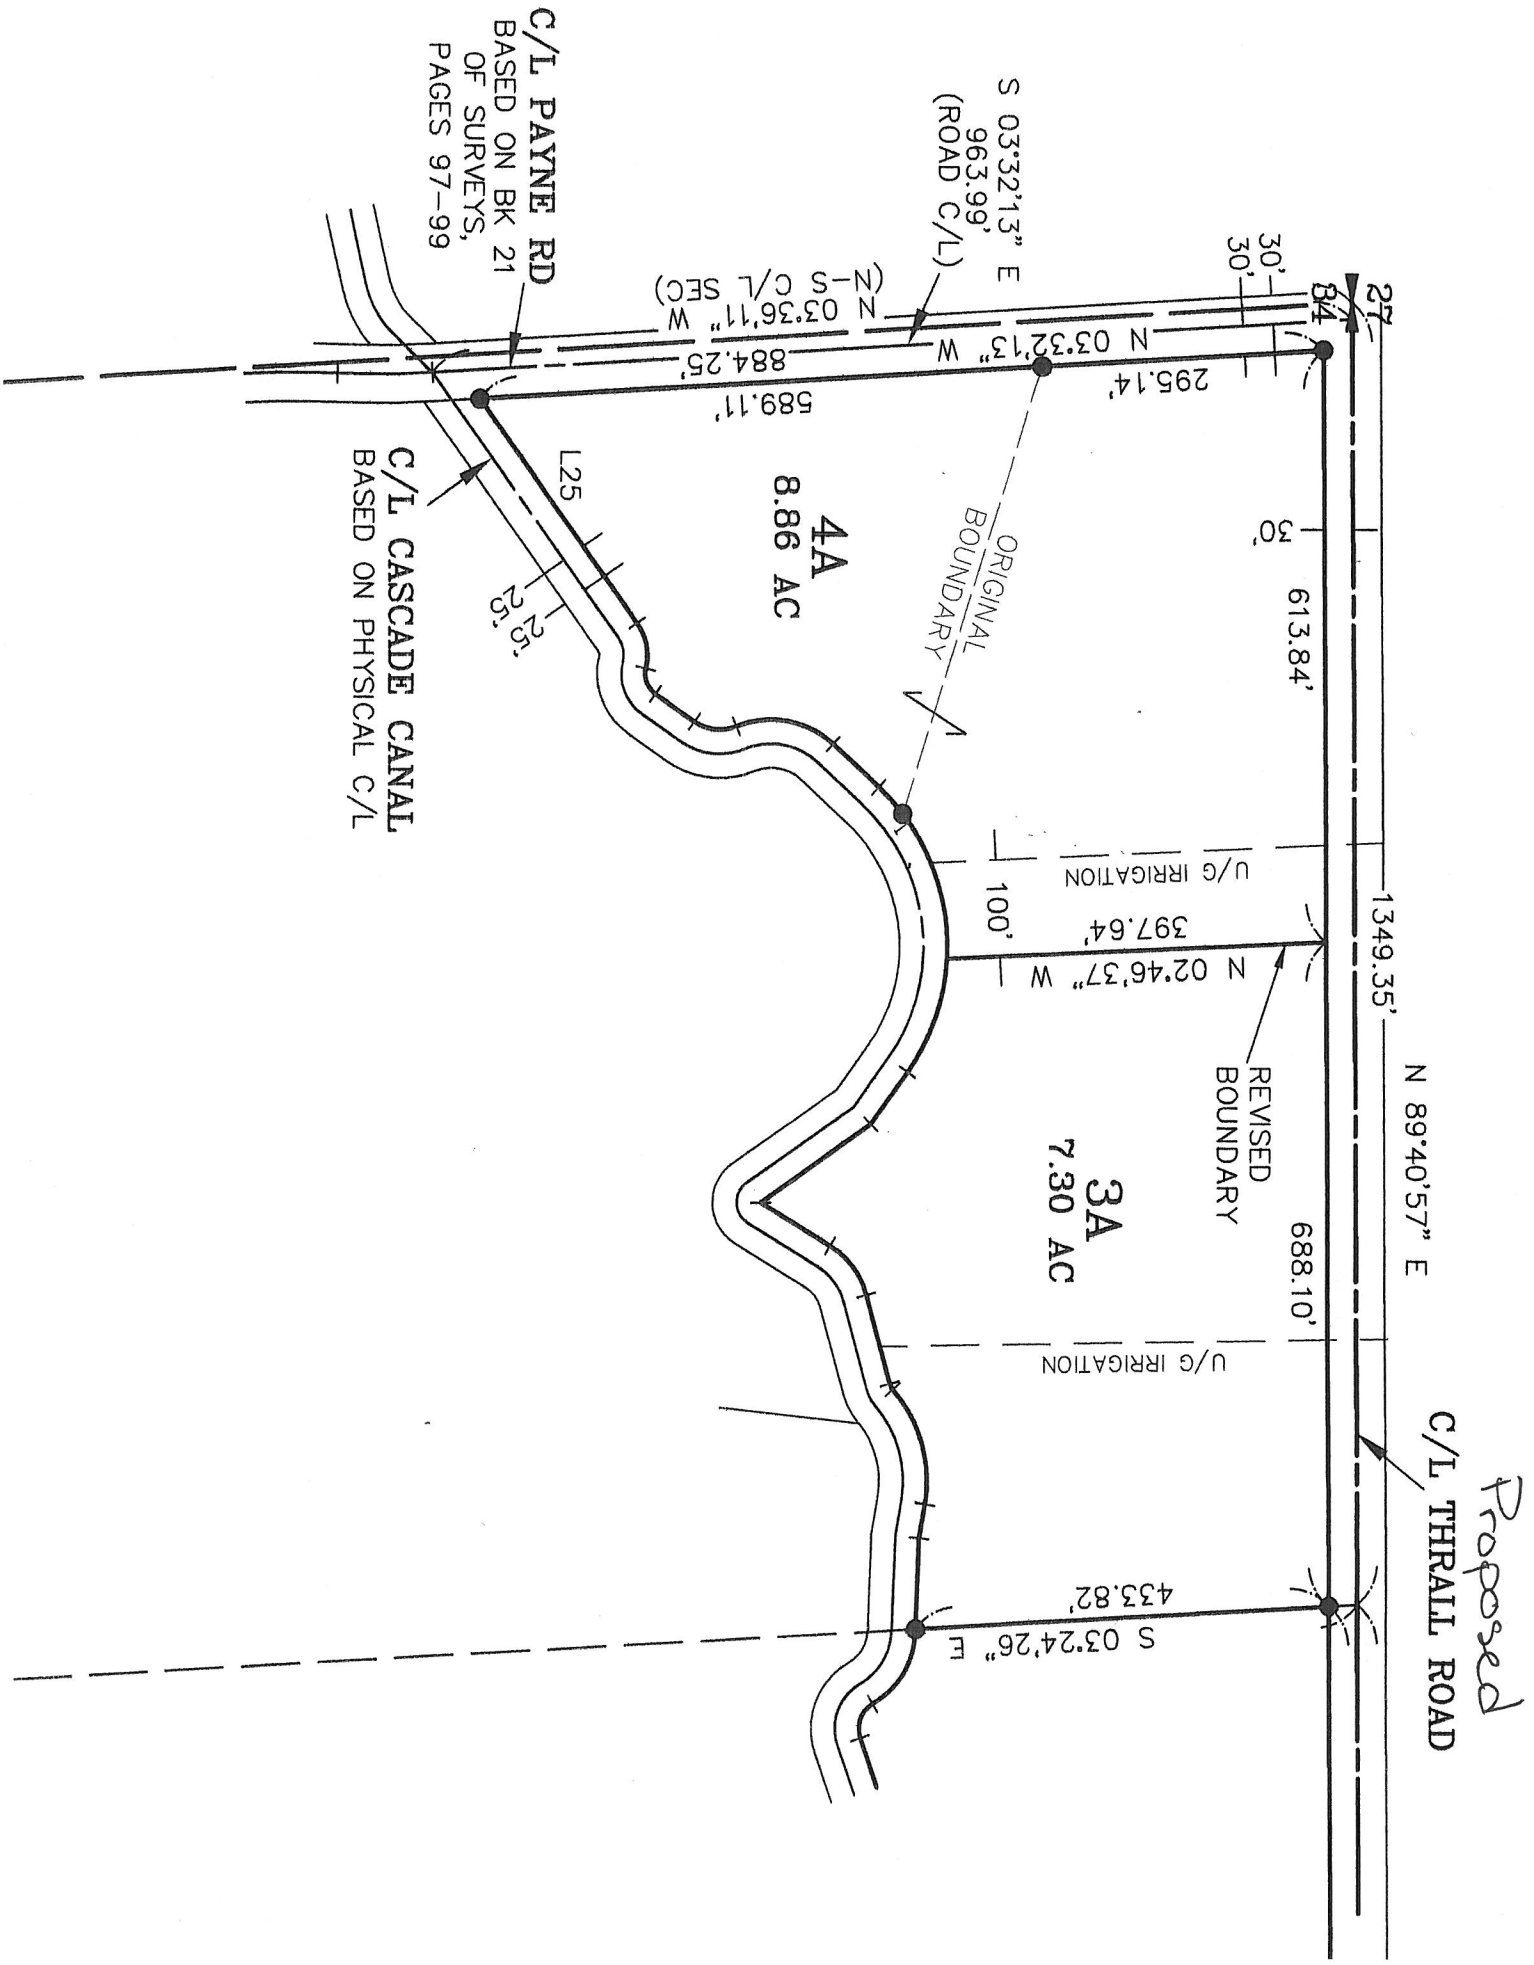 Proposed
C/L THRALL ROAD
N 89°40'57" E
1349.35'
27
34
30'
613.84'
688.10'
30'
30'
S 03°32'13" E
963.99'
(ROAD C/L)
N 03°36'11" W
(N-S C/L SEC)
N 03°32'13" W
884.25'
295.14'
589.11'
ORIGINAL
BOUNDARY
4A
8.86 AC
U/G IRRIGATION
100'
397.64'
N 02°46'37" W
REVISED
BOUNDARY
3A
7.30 AC
U/G IRRIGATION
433.82'
S 03°24'26" E
L25
25'
25'
C/L PAYNE RD
BASED ON BK 21
OF SURVEYS,
PAGES 97-99
C/L CASCADE CANAL
BASED ON PHYSICAL C/L